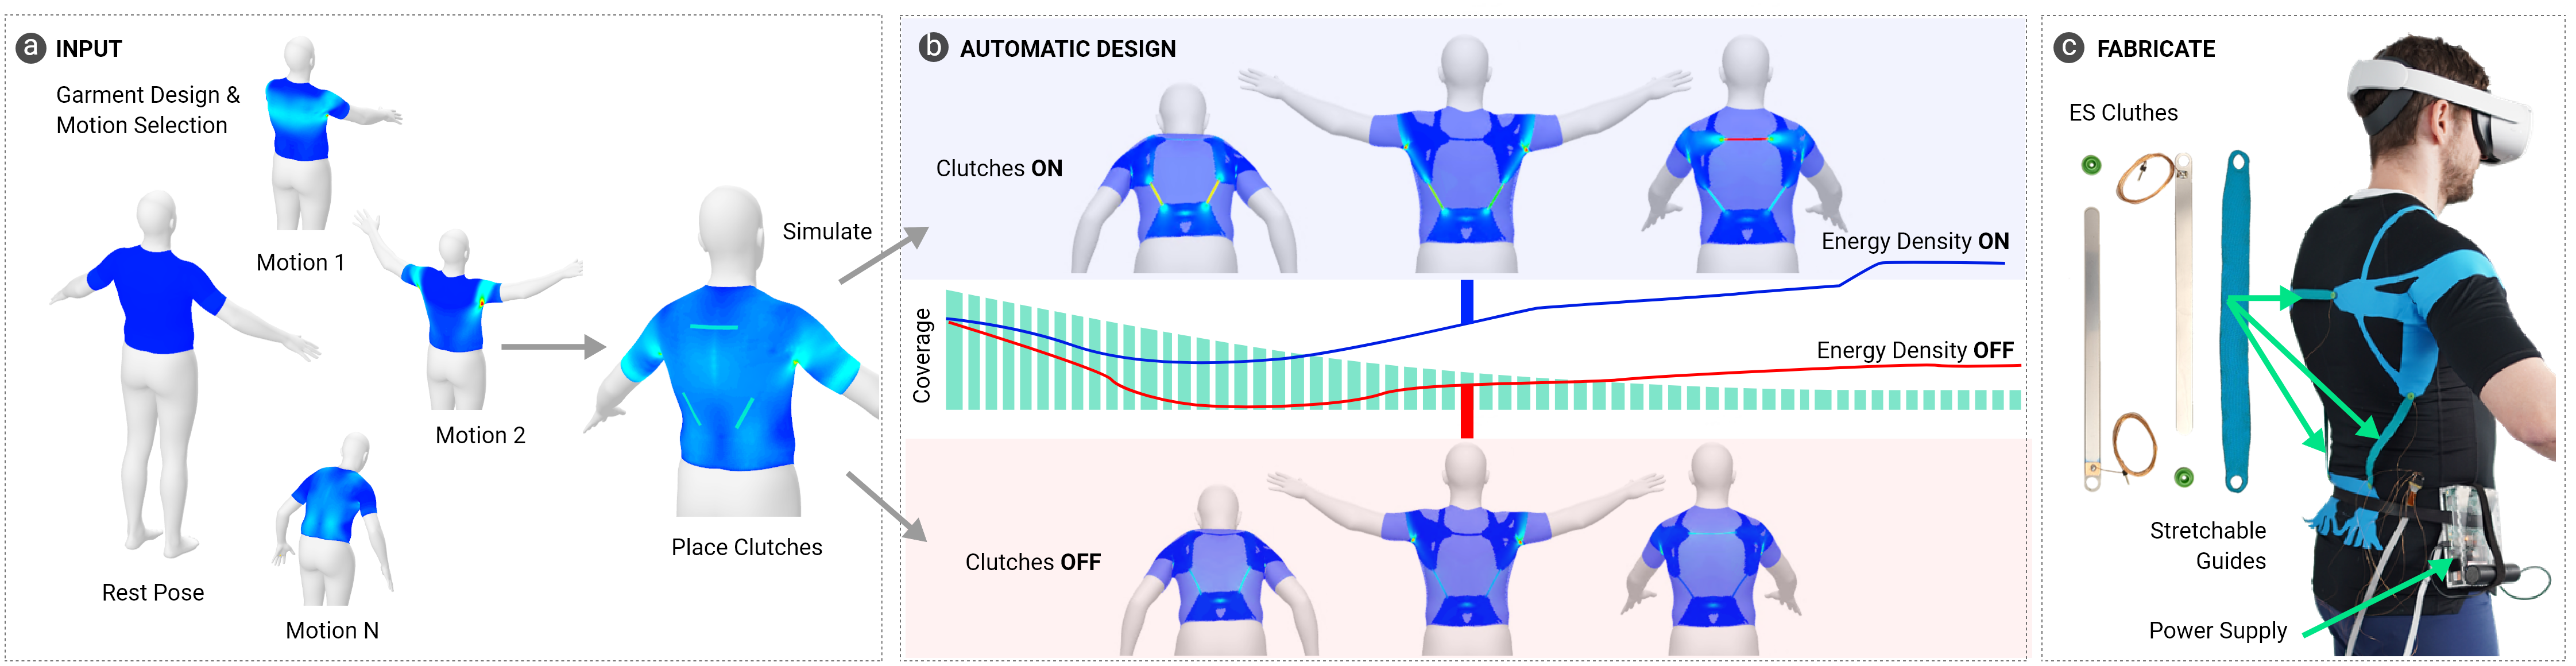 a INPUT
Garment Design &
Motion Selection
Motion 1
Motion 2
Motion N
Rest Pose
Simulate
Place Clutches
b AUTOMATIC DESIGN
Clutches ON
Energy Density ON
Coverage
Energy Density OFF
Clutches OFF
c FABRICATE
ES Cluthes
Stretchable
Guides
Power Supply